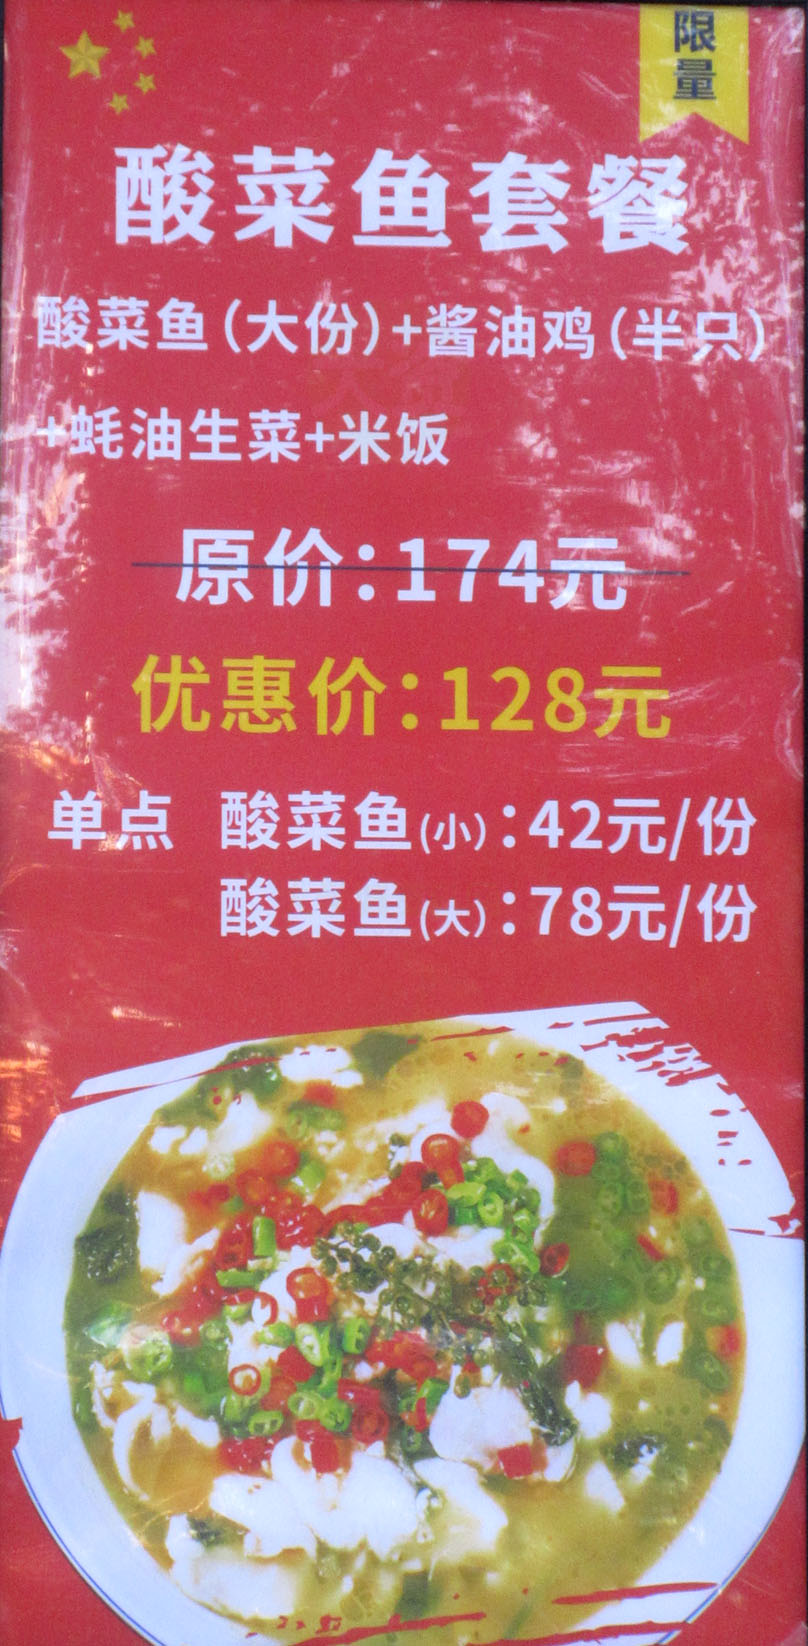 限量
酸菜鱼套餐
酸菜鱼(大份)+酱油鸡(半只)
+蚝油生菜+米饭
原价:174元
优惠价:128元
单点 酸菜鱼(小):42元/份
酸菜鱼(大):78元/份